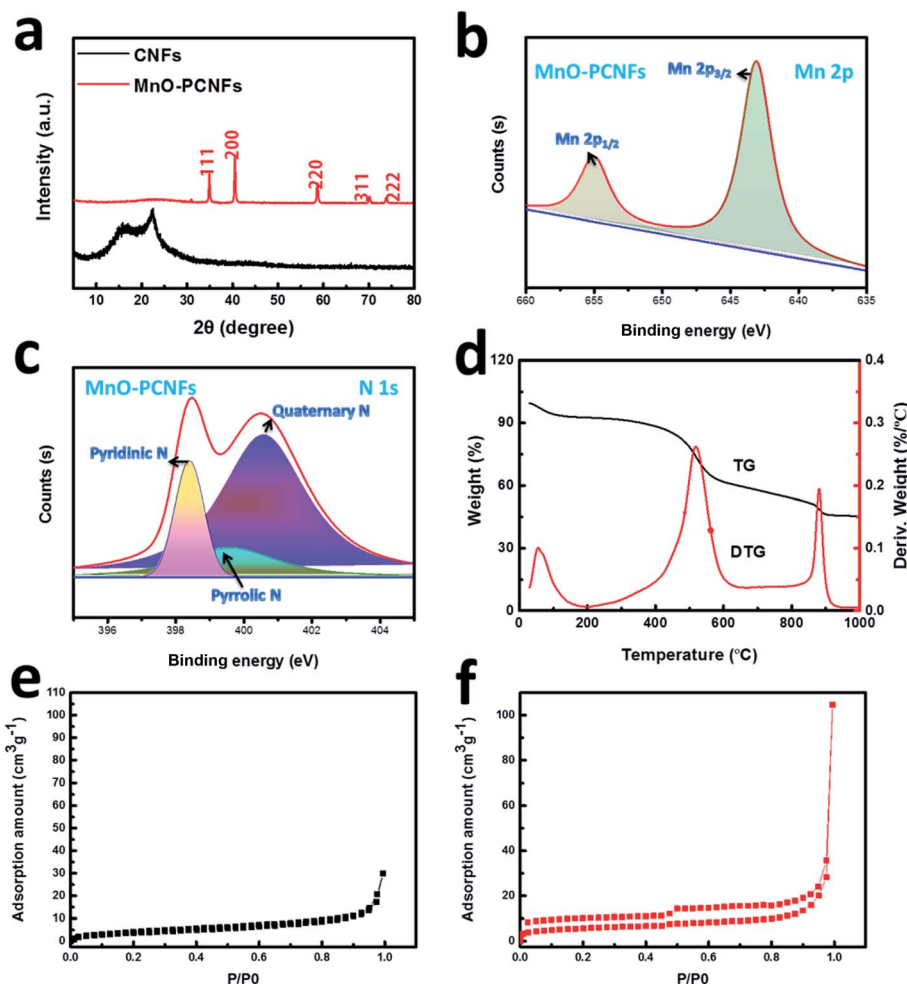 a
CNFs
MnO-PCNFs
111
200
220
311
222
Intensity (a.u.)
10 20 30 40 50 60 70 80
2θ (degree)
b
MnO-PCNFs
Mn 2p₃/₂
Mn 2p
Mn 2p₁/₂
Counts (s)
660 655 650 645 640 635
Binding energy (eV)
c
MnO-PCNFs
N 1s
Quaternary N
Pyridinic N
Pyrrolic N
Counts (s)
396 398 400 402 404
Binding energy (eV)
d
120
90
60
30
0
Weight (%)
TG
DTG
0.4
0.3
0.2
0.1
0.0
Deriv. Weight (%/°C)
0 200 400 600 800 1000
Temperature (°C)
e
110
100
90
80
70
60
50
40
30
20
10
0
Adsorption amount (cm³g⁻¹)
0.0 0.2 0.4 0.6 0.8 1.0
P/P0
f
100
80
60
40
20
0
Adsorption amount (cm³g⁻¹)
0.0 0.2 0.4 0.6 0.8 1.0
P/P0